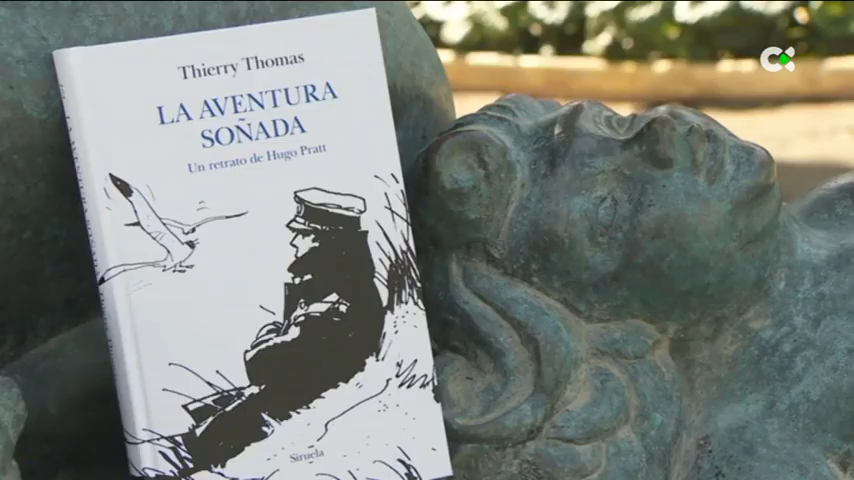 Thierry Thomas
LA AVENTURA
SOÑADA
Un retrato de Hugo Pratt
Siruela